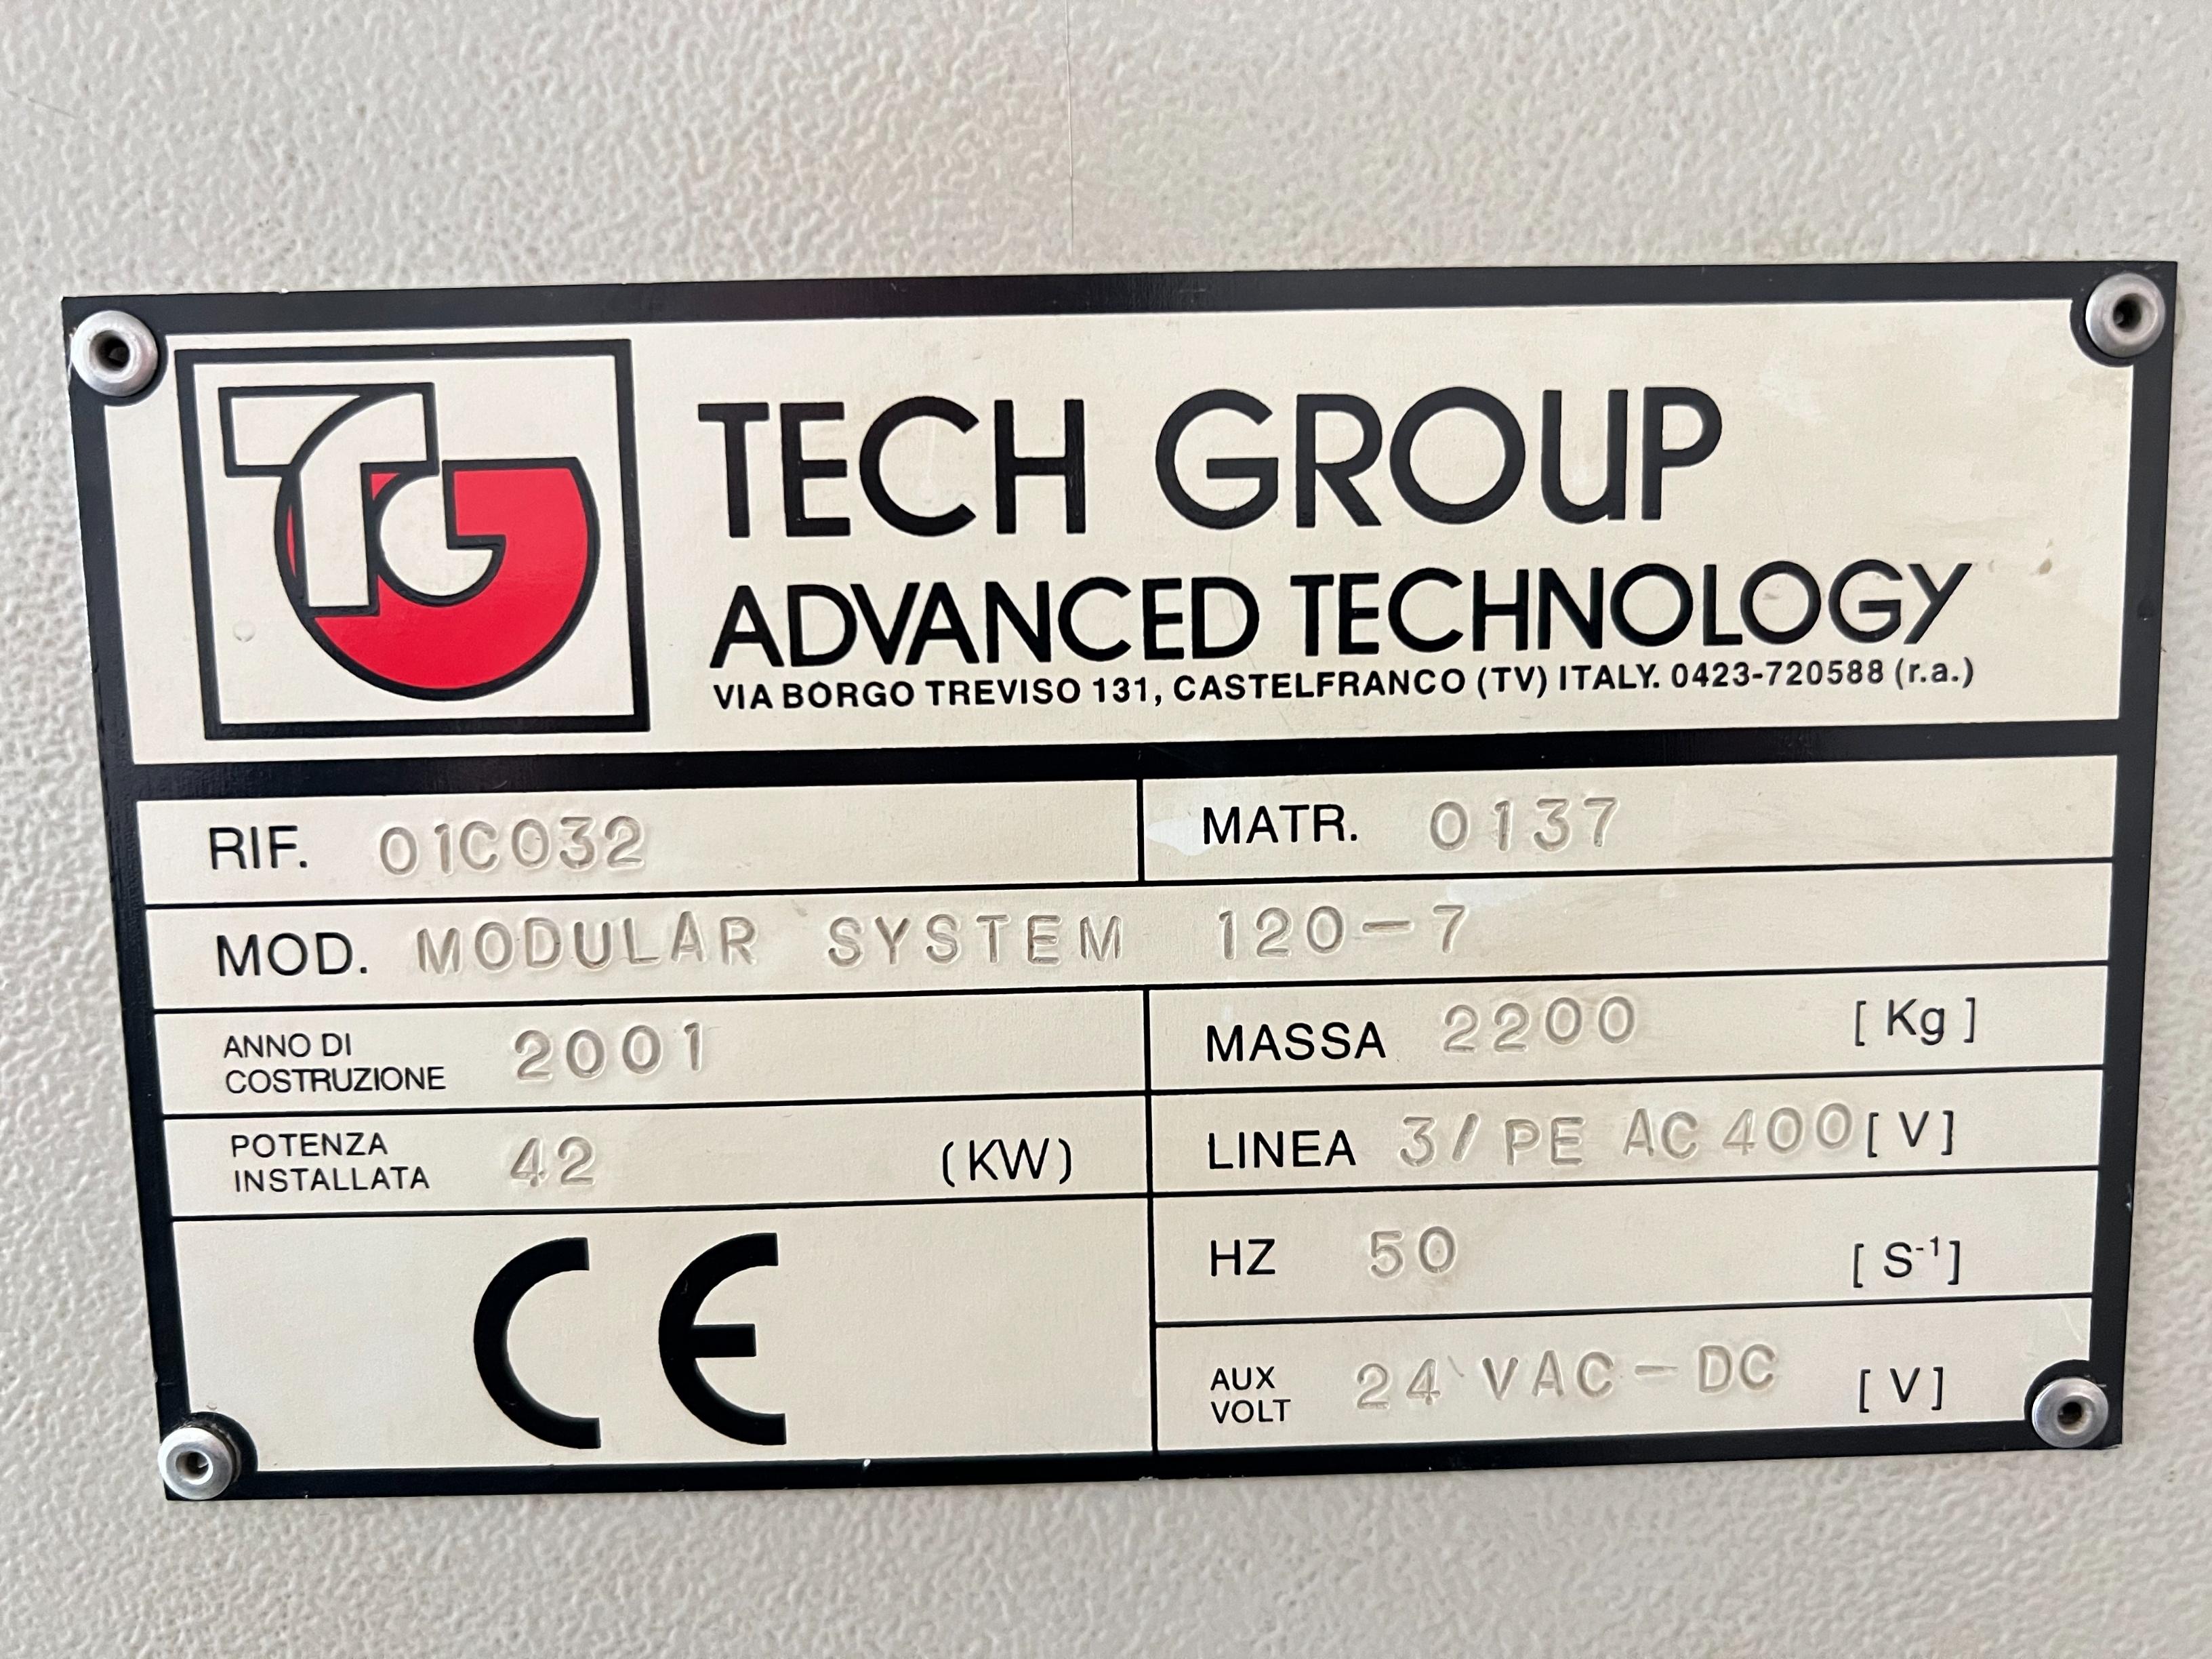 TG
TECH GROUP
ADVANCED TECHNOLOGY
VIA BORGO TREVISO 131, CASTELFRANCO (TV) ITALY. 0423-720588 (r.a.)
RIF. 01C032
MATR. 0137
MOD. MODULAR SYSTEM 120-7
ANNO DI
COSTRUZIONE 2001
MASSA 2200 [Kg]
POTENZA
INSTALLATA 42 (KW)
LINEA 3/PE AC 400 [V]
CE
HZ 50 [S⁻¹]
AUX
VOLT 24 VAC-DC [V]